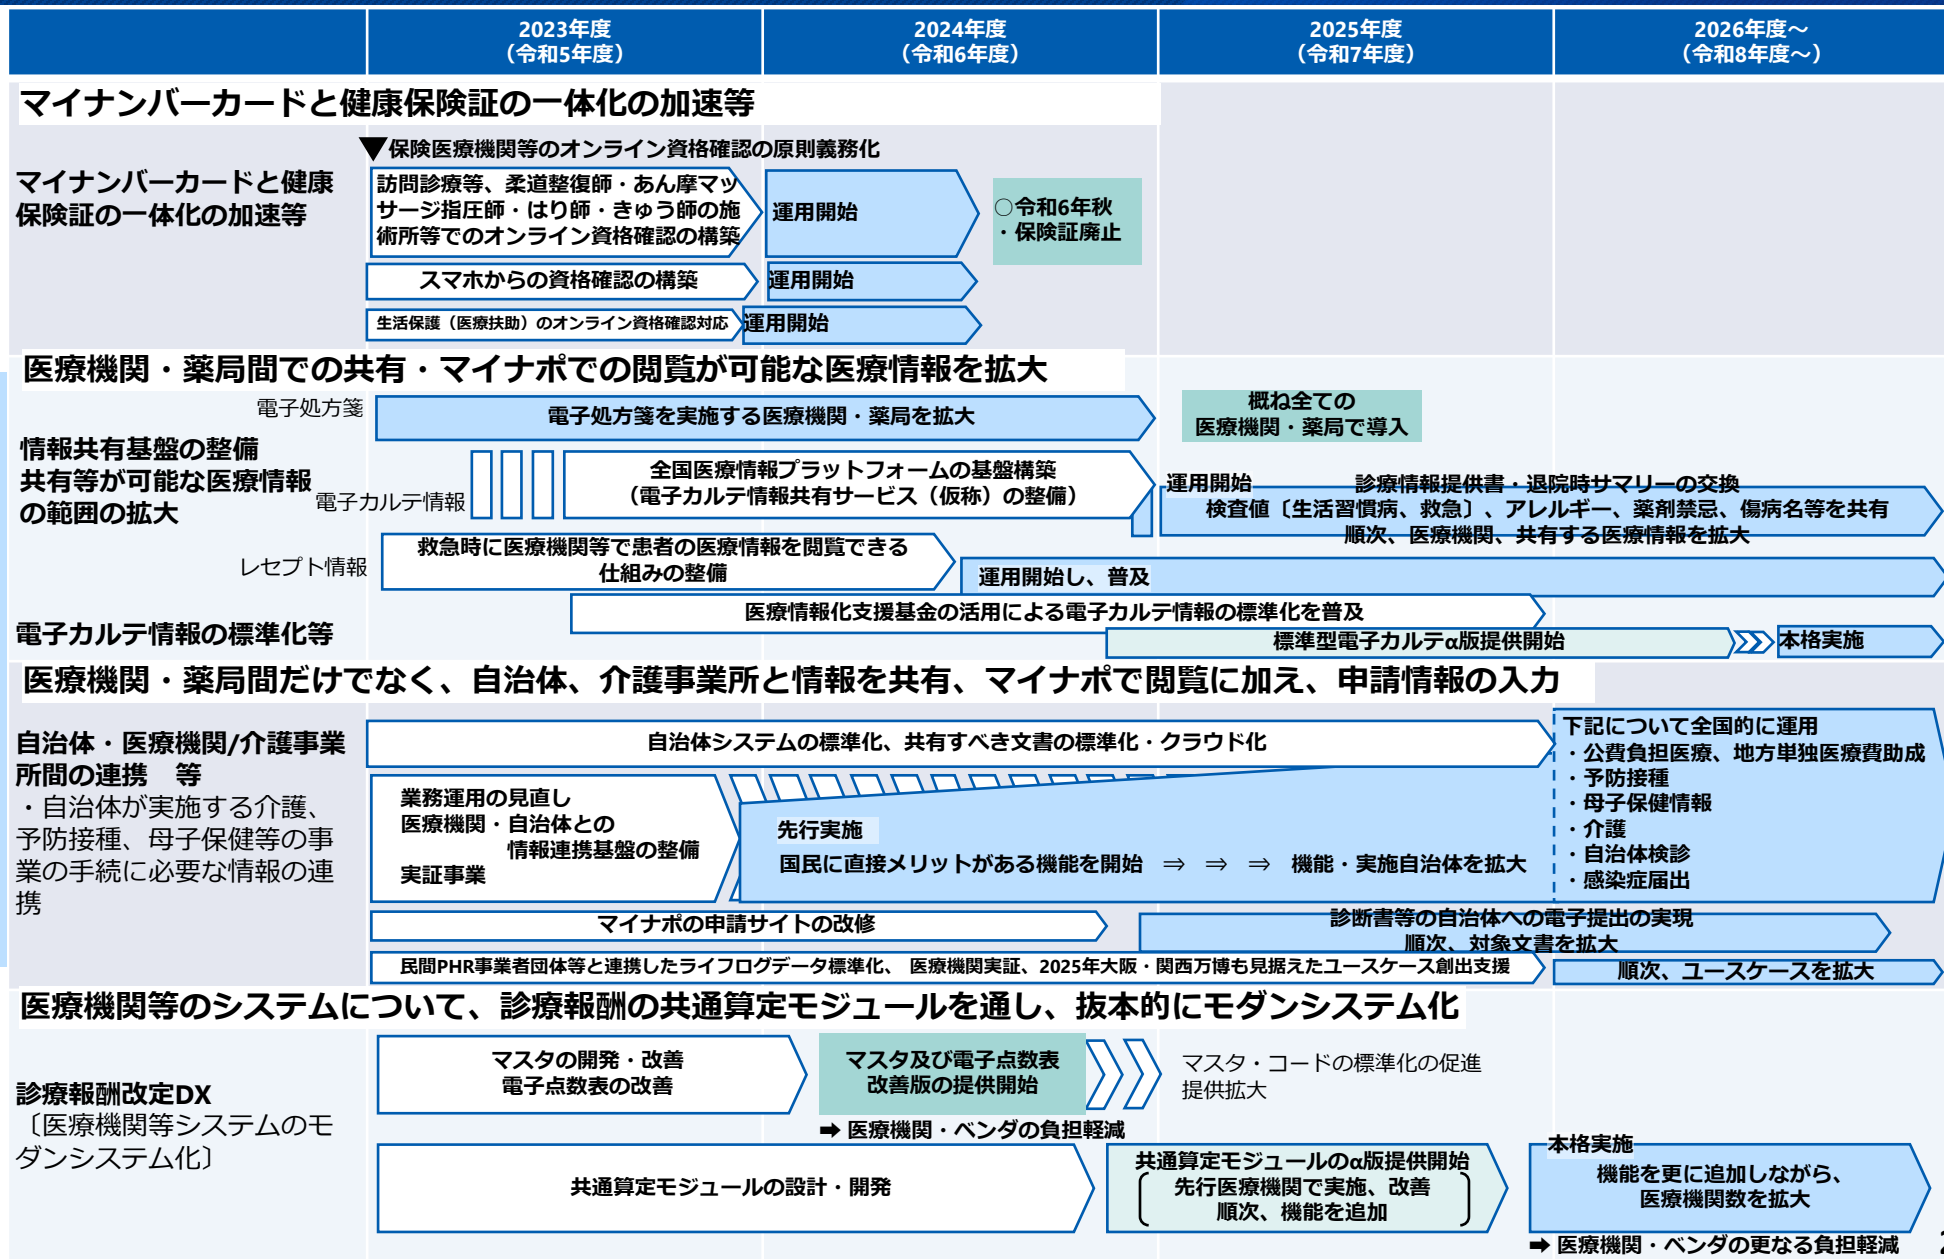 2023年度
（令和5年度）
2024年度
（令和6年度）
2025年度
（令和7年度）
2026年度～
（令和8年度～）
マイナンバーカードと健康保険証の一体化の加速等
▼保険医療機関等のオンライン資格確認の原則義務化
マイナンバーカードと健康
保険証の一体化の加速等
訪問診療等、柔道整復師・あん摩マッ
サージ指圧師・はり師・きゅう師の施
術所等でのオンライン資格確認の構築
運用開始
○令和6年秋
・保険証廃止
スマホからの資格確認の構築
運用開始
生活保護（医療扶助）のオンライン資格確認対応
運用開始
医療機関・薬局間での共有・マイナポでの閲覧が可能な医療情報を拡大
電子処方箋
電子処方箋を実施する医療機関・薬局を拡大
概ね全ての
医療機関・薬局で導入
情報共有基盤の整備
共有等が可能な医療情報
の範囲の拡大
電子カルテ情報
全国医療情報プラットフォームの基盤構築
（電子カルテ情報共有サービス（仮称）の整備）
運用開始
診療情報提供書・退院時サマリーの交換
検査値〔生活習慣病、救急〕、アレルギー、薬剤禁忌、傷病名等を共有
順次、医療機関、共有する医療情報を拡大
レセプト情報
救急時に医療機関等で患者の医療情報を閲覧できる
仕組みの整備
運用開始し、普及
医療情報化支援基金の活用による電子カルテ情報の標準化を普及
電子カルテ情報の標準化等
標準型電子カルテα版提供開始
本格実施
医療機関・薬局間だけでなく、自治体、介護事業所と情報を共有、マイナポで閲覧に加え、申請情報の入力
自治体・医療機関/介護事業
所間の連携　等
・自治体が実施する介護、
予防接種、母子保健等の事
業の手続に必要な情報の連
携
自治体システムの標準化、共有すべき文書の標準化・クラウド化
業務運用の見直し
医療機関・自治体との
情報連携基盤の整備
実証事業
先行実施
国民に直接メリットがある機能を開始　⇒　⇒　⇒　機能・実施自治体を拡大
下記について全国的に運用
・公費負担医療、地方単独医療費助成
・予防接種
・母子保健情報
・介護
・自治体検診
・感染症届出
マイナポの申請サイトの改修
診断書等の自治体への電子提出の実現
順次、対象文書を拡大
民間PHR事業者団体等と連携したライフログデータ標準化、 医療機関実証、2025年大阪・関西万博も見据えたユースケース創出支援
順次、ユースケースを拡大
医療機関等のシステムについて、診療報酬の共通算定モジュールを通し、抜本的にモダンシステム化
診療報酬改定DX
〔医療機関等システムのモ
ダンシステム化〕
マスタの開発・改善
電子点数表の改善
マスタ及び電子点数表
改善版の提供開始
マスタ・コードの標準化の促進
提供拡大
➡ 医療機関・ベンダの負担軽減
共通算定モジュールの設計・開発
共通算定モジュールのα版提供開始
先行医療機関で実施、改善
順次、機能を追加
本格実施
機能を更に追加しながら、
医療機関数を拡大
➡ 医療機関・ベンダの更なる負担軽減